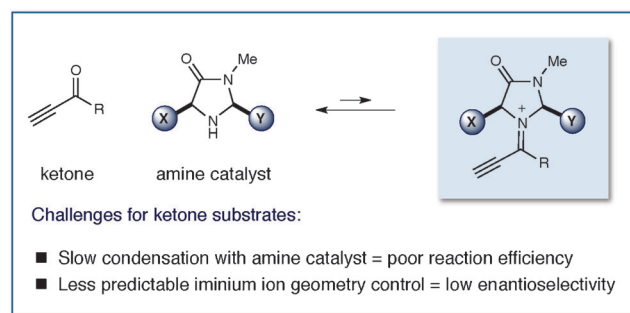 O
R
ketone
O
N
Me
X
N
H
Y
amine catalyst
O
N
Me
X
+
N
Y
R
Challenges for ketone substrates:
■ Slow condensation with amine catalyst = poor reaction efficiency
■ Less predictable iminium ion geometry control = low enantioselectivity